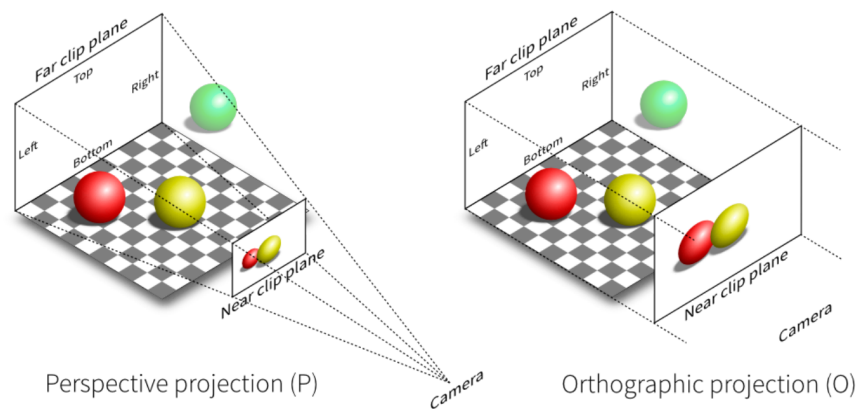 Far clip plane
Top
Right
Left
Bottom
Near clip plane
Camera
Perspective projection (P)
Far clip plane
Top
Right
Left
Bottom
Near clip plane
Camera
Orthographic projection (O)